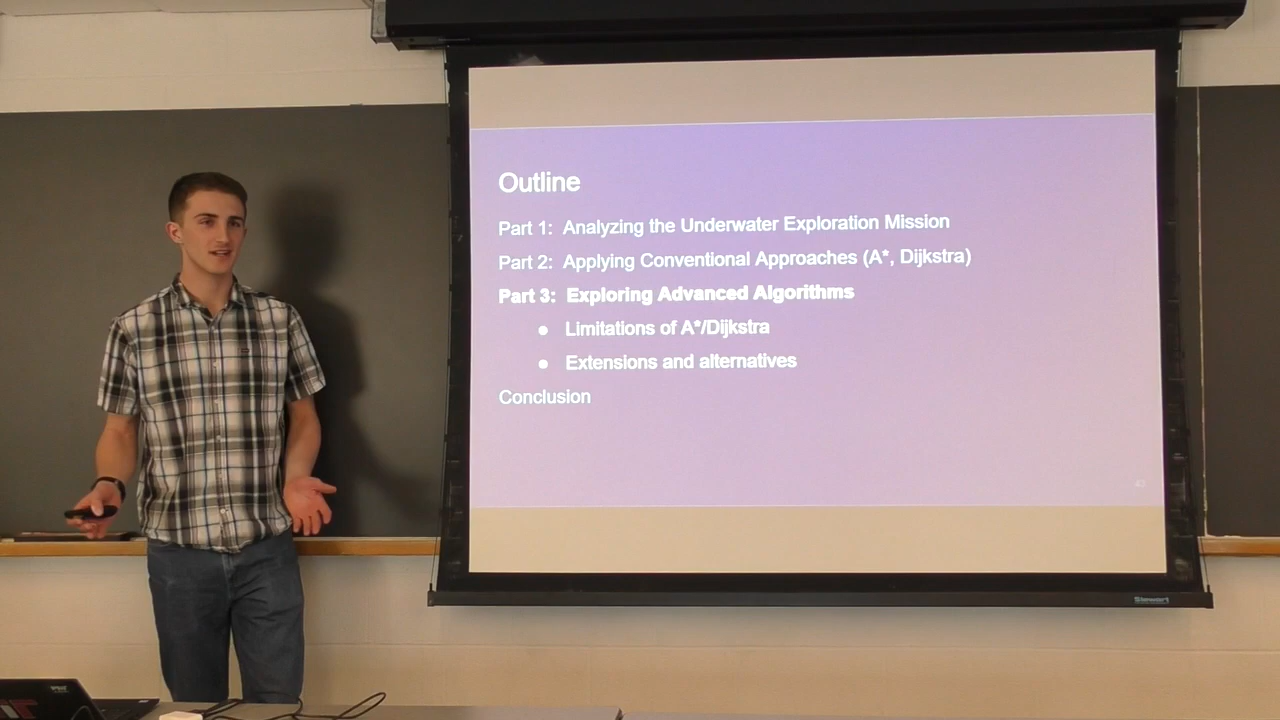 Outline
Part 1: Analyzing the Underwater Exploration Mission
Part 2: Applying Conventional Approaches (A*, Dijkstra)
Part 3: Exploring Advanced Algorithms
● Limitations of A*/Dijkstra
● Extensions and alternatives
Conclusion
Stewart